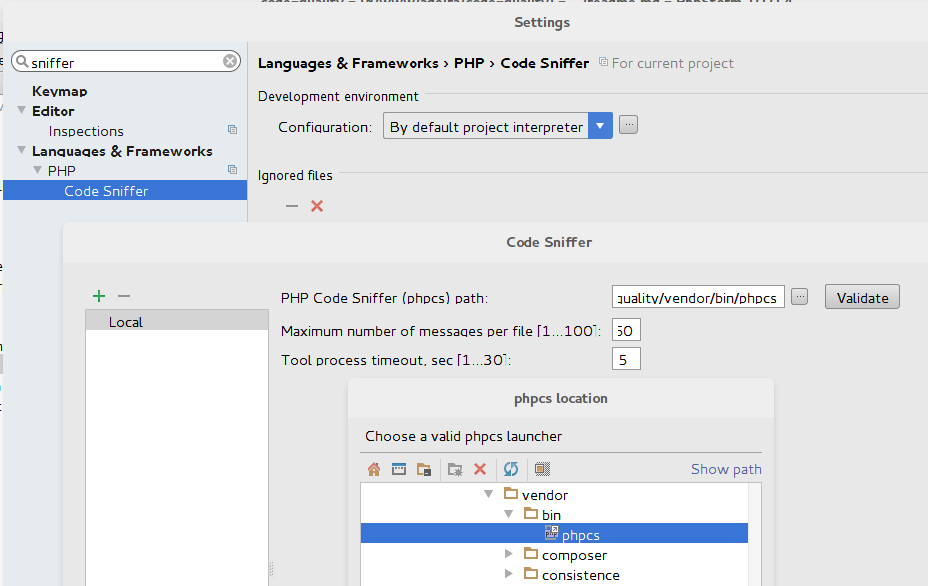 Settings
sniffer
Languages & Frameworks › PHP › Code Sniffer For current project
Keymap
Editor
Inspections
Languages & Frameworks
PHP
Code Sniffer
Development environment
Configuration: By default project interpreter ...
Ignored files
Code Sniffer
Local
PHP Code Sniffer (phpcs) path: quality/vendor/bin/phpcs ... Validate
Maximum number of messages per file [1...100]: 50
Tool process timeout, sec [1...30]: 5
phpcs location
Choose a valid phpcs launcher
Show path
vendor
bin
phpcs
composer
consistence